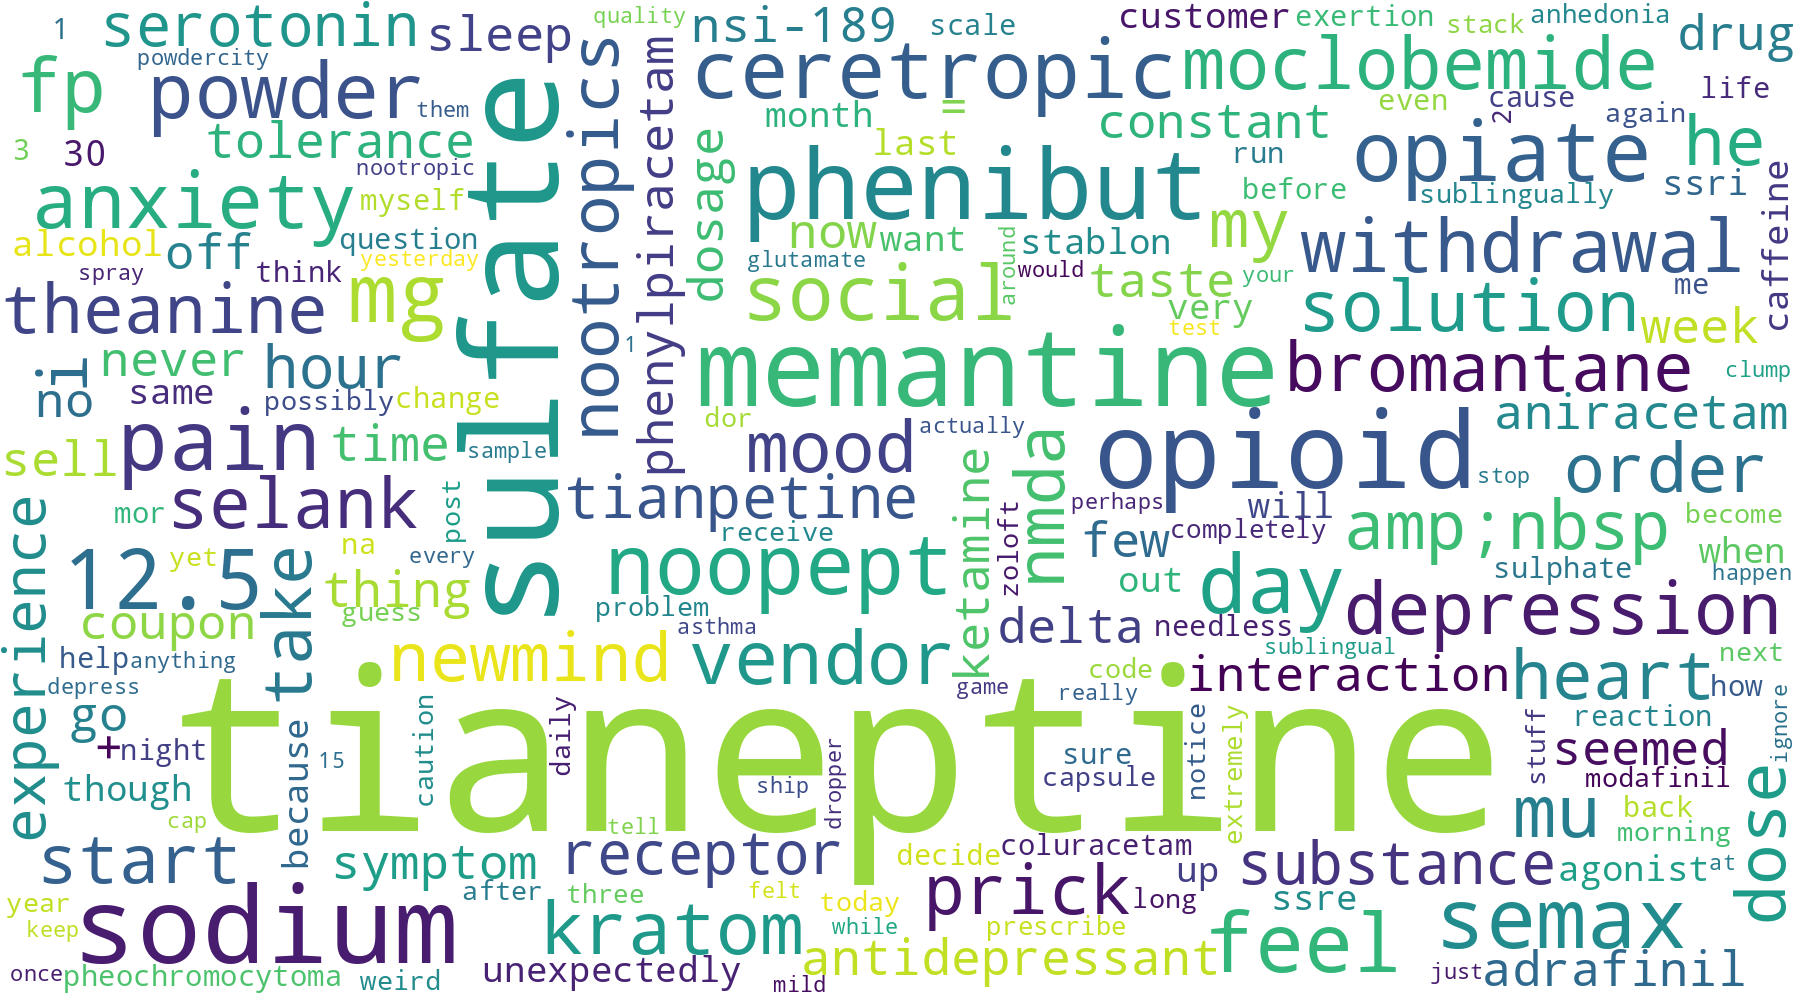 1
serotonin
sleep
quality
nsi-189
scale
customer
exertion
stack
anhedonia
drug
powdercity
fp
powder
them
sulfate
nootropics
phenylpiracetam
ceretropic
=
moclobemide
even
2
cause
again
life
3
30
tolerance
nootropic
month
last
constant
run
opiate
he
dosage
phenibut
before
sublingually
ssri
caffeine
anxiety
myself
question
now
want
stablon
my
withdrawal
alcohol
off
yesterday
glutamate
around
would
taste
your
me
spray
think
theanine
mg
social
very
test
solution
week
never
no
1
hour
1
memantine
bromantane
clump
same
possibly
change
dor
actually
aniracetam
sell
pain
time
sample
mood
opioid
stop
order
selank
tianpetine
ketamine
nmda
perhaps
will
mor
post
receive
zoloft
few
completely
amp;nbsp
become
when
experience
12.5
yet
take
na
every
noopept
out
day
sulphate
happen
thing
guess
problem
coupon
asthma
delta
needless
depression
help
anything
newmind
vendor
sublingual
code
interaction
heart
next
depress
game
really
how
go
tianeptine
+
night
because
15
caution
daily
ship
dropper
sure
capsule
notice
extremely
stuff
reaction
ignore
seemed
modafinil
though
cap
tell
mu
back
morning
dose
start
symptom
receptor
decide
coluracetam
up
substance
agonist
at
year
keep
sodium
after
three
felt
today
while
prick
long
ssre
kratom
prescribe
antidepressant
feel
semax
once
pheochromocytoma
weird
unexpectedly
mild
just
adrafinil